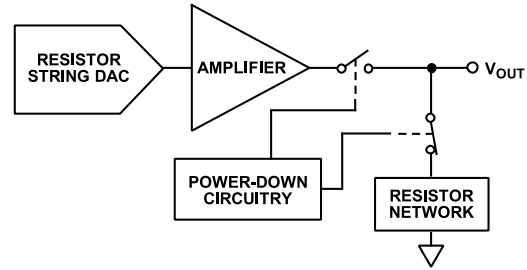 RESISTOR
STRING DAC
AMPLIFIER
VOUT
POWER-DOWN
CIRCUITRY
RESISTOR
NETWORK